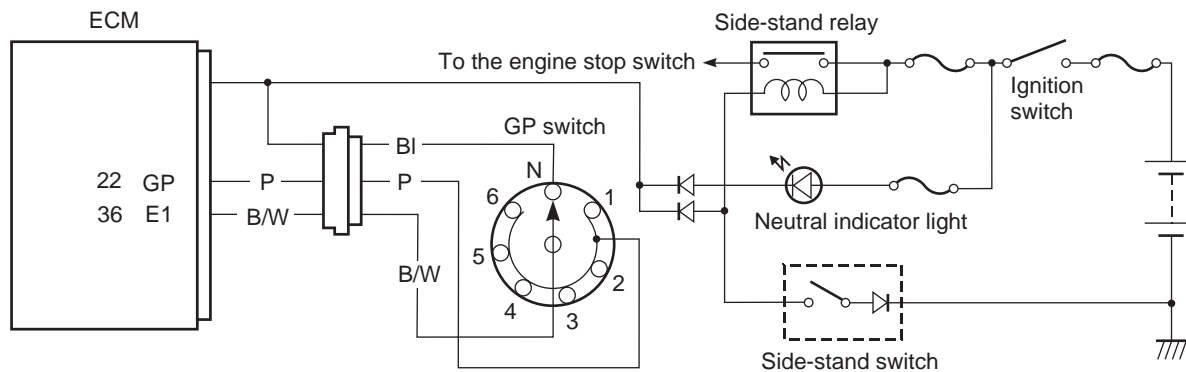 ECM
Side-stand relay
To the engine stop switch
Ignition
switch
GP switch
Bl
N
22 GP
P
P
6
1
36 E1
B/W
Neutral indicator light
5
2
B/W
4
3
Side-stand switch